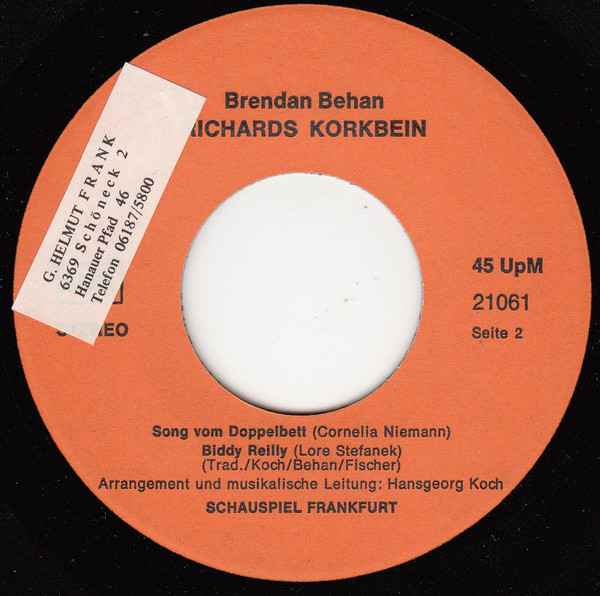 Brendan Behan
RICHARDS KORKBEIN
G. HELMUT FRANK
6369 Schöneck 2
Hanauer Pfad 46
Telefon 06187/5800
45 UpM
21061
Seite 2
STEREO
Song vom Doppelbett (Cornelia Niemann)
Biddy Reilly (Lore Stefanek)
(Trad./Koch/Behan/Fischer)
Arrangement und musikalische Leitung: Hansgeorg Koch
SCHAUSPIEL FRANKFURT